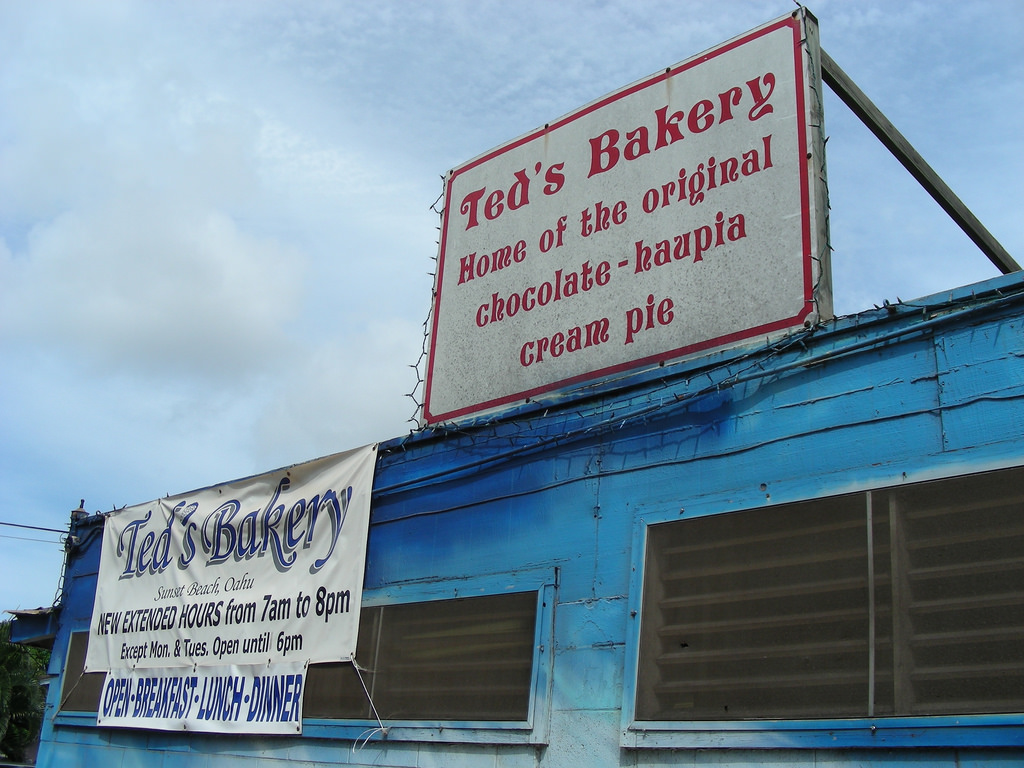 Ted's Bakery
Home of the original
chocolate-haupia
cream pie
Ted's Bakery
Sunset Beach, Oahu
NEW EXTENDED HOURS from 7am to 8pm
Except Mon. & Tues. Open until 6pm
OPEN·BREAKFAST·LUNCH·DINNER